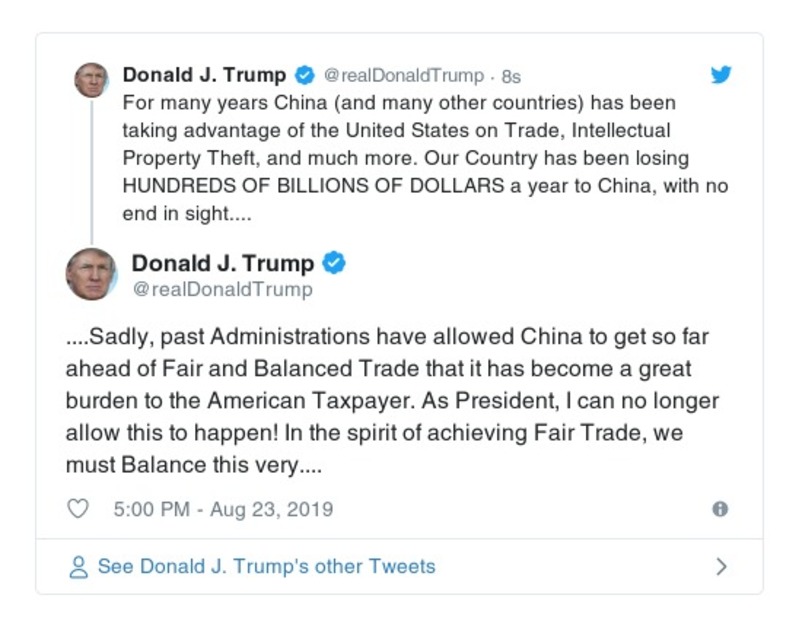 Donald J. Trump @realDonaldTrump · 8s
For many years China (and many other countries) has been
taking advantage of the United States on Trade, Intellectual
Property Theft, and much more. Our Country has been losing
HUNDREDS OF BILLIONS OF DOLLARS a year to China, with no
end in sight....
Donald J. Trump
@realDonaldTrump
....Sadly, past Administrations have allowed China to get so far
ahead of Fair and Balanced Trade that it has become a great
burden to the American Taxpayer. As President, I can no longer
allow this to happen! In the spirit of achieving Fair Trade, we
must Balance this very....
5:00 PM - Aug 23, 2019
See Donald J. Trump's other Tweets